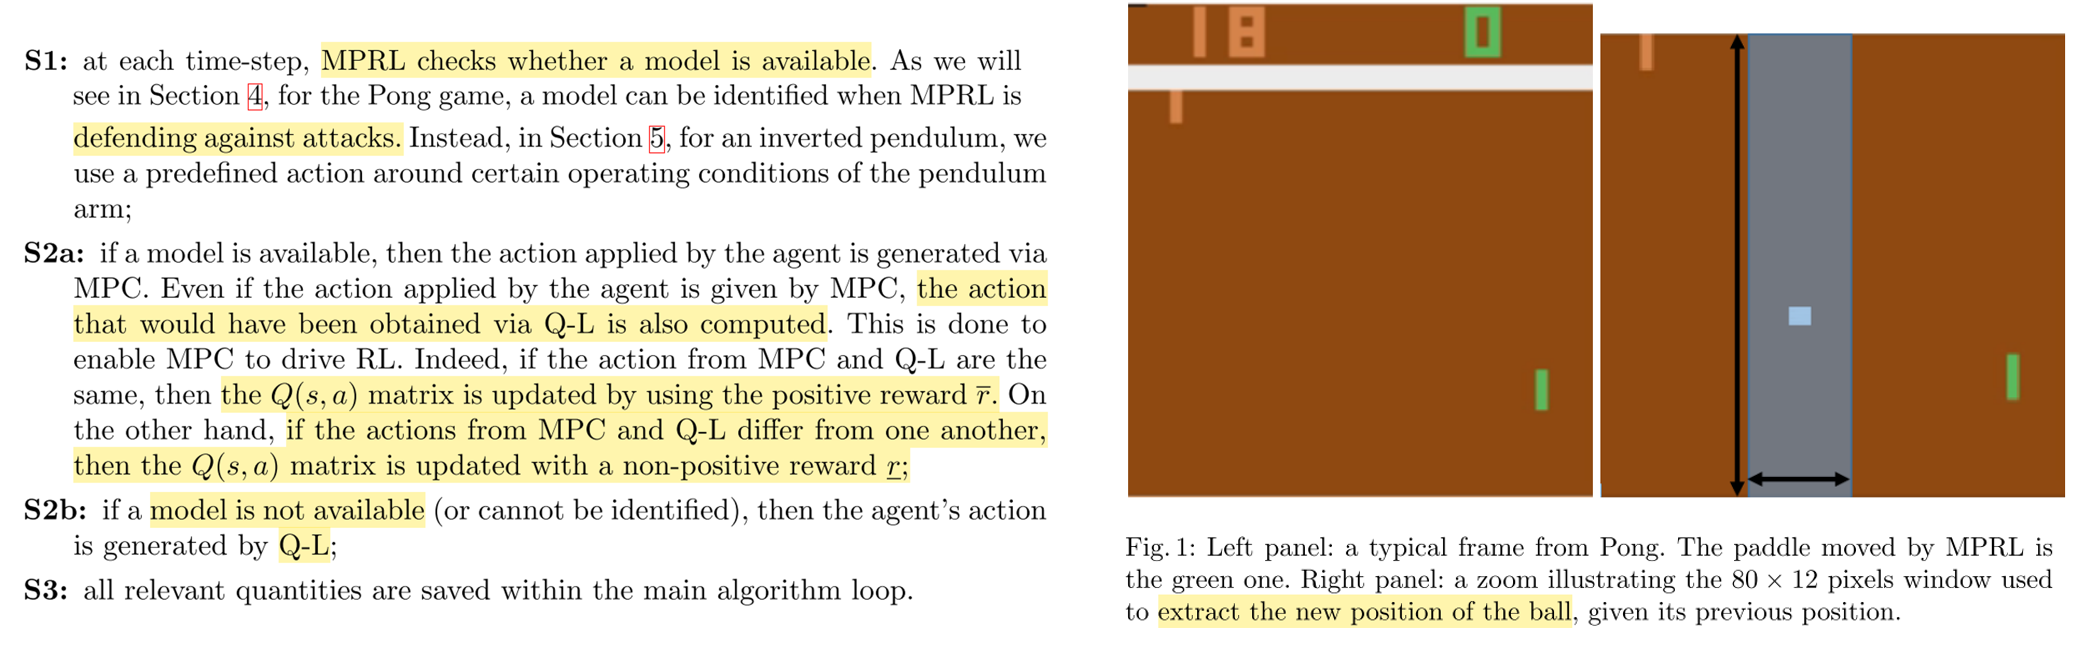 S1: at each time-step, MPRL checks whether a model is available. As we will
see in Section 4, for the Pong game, a model can be identified when MPRL is
defending against attacks. Instead, in Section 5, for an inverted pendulum, we
use a predefined action around certain operating conditions of the pendulum
arm;
S2a: if a model is available, then the action applied by the agent is generated via
MPC. Even if the action applied by the agent is given by MPC, the action
that would have been obtained via Q-L is also computed. This is done to
enable MPC to drive RL. Indeed, if the action from MPC and Q-L are the
same, then the Q(s, a) matrix is updated by using the positive reward r̅. On
the other hand, if the actions from MPC and Q-L differ from one another,
then the Q(s, a) matrix is updated with a non-positive reward r̲;
S2b: if a model is not available (or cannot be identified), then the agent's action
is generated by Q-L;
S3: all relevant quantities are saved within the main algorithm loop.
18 0
Fig. 1: Left panel: a typical frame from Pong. The paddle moved by MPRL is
the green one. Right panel: a zoom illustrating the 80 × 12 pixels window used
to extract the new position of the ball, given its previous position.